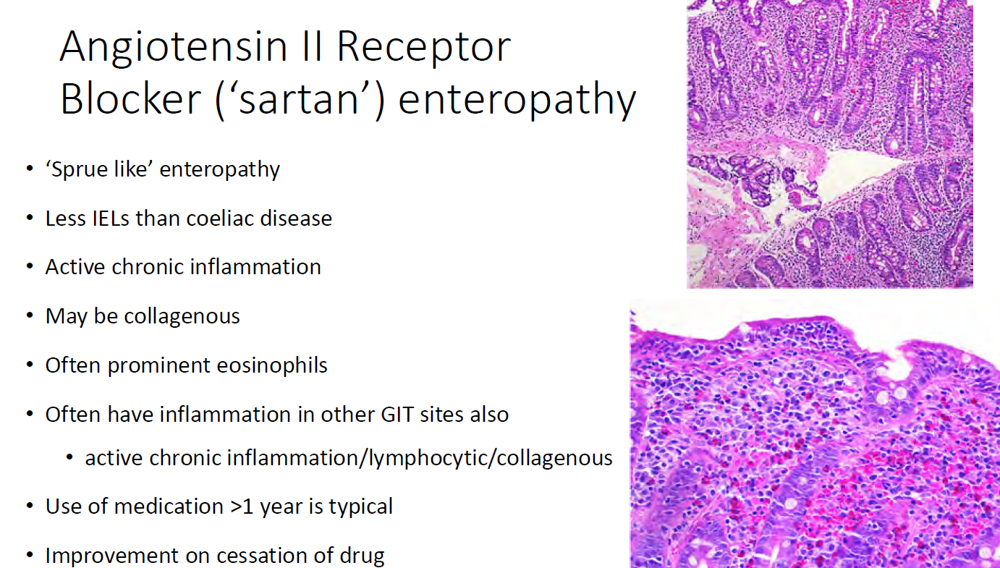 Angiotensin II Receptor
Blocker (‘sartan’) enteropathy
• ‘Sprue like’ enteropathy
• Less IELs than coeliac disease
• Active chronic inflammation
• May be collagenous
• Often prominent eosinophils
• Often have inflammation in other GIT sites also
• active chronic inflammation/lymphocytic/collagenous
• Use of medication >1 year is typical
• Improvement on cessation of drug